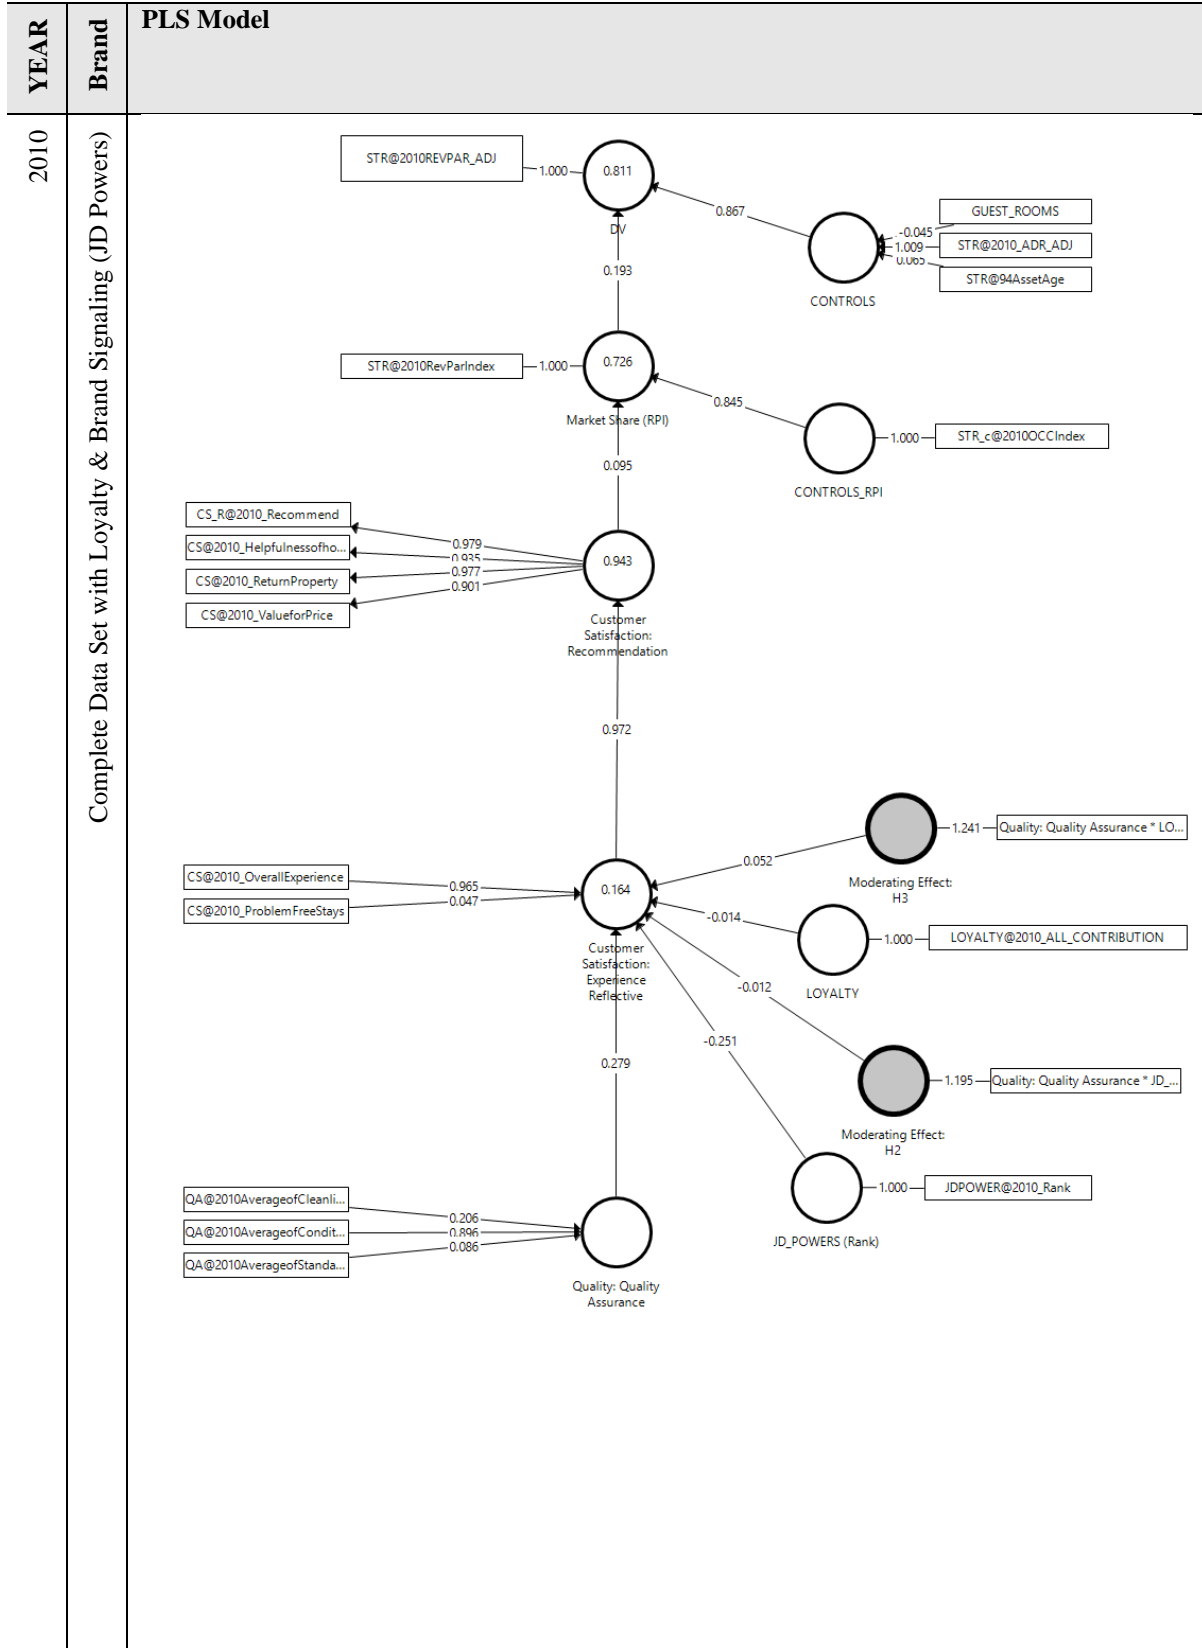 YEAR
Brand
PLS Model
2010
Complete Data Set with Loyalty & Brand Signaling (JD Powers)
STR@2010REVPAR_ADJ
1.000
0.811
DV
0.867
GUEST_ROOMS
-0.045
STR@2010_ADR_ADJ
1.009
0.065
STR@94AssetAge
CONTROLS
0.193
STR@2010RevParIndex
1.000
0.726
Market Share (RPI)
0.845
1.000
STR_c@2010OCCIndex
CONTROLS_RPI
0.095
CS_R@2010_Recommend
CS@2010_Helpfulnessofho...
CS@2010_ReturnProperty
CS@2010_ValueforPrice
0.979
0.935
0.977
0.901
0.943
Customer
Satisfaction:
Recommendation
0.972
1.241
Quality: Quality Assurance * LO...
Moderating Effect:
H3
0.052
CS@2010_OverallExperience
CS@2010_ProblemFreeStays
0.965
0.047
0.164
Customer
Satisfaction:
Experience
Reflective
-0.014
1.000
LOYALTY@2010_ALL_CONTRIBUTION
LOYALTY
-0.012
-0.251
0.279
1.195
Quality: Quality Assurance * JD_...
Moderating Effect:
H2
1.000
JDPOWER@2010_Rank
JD_POWERS (Rank)
QA@2010AverageofCleanli...
QA@2010AverageofCondit...
QA@2010AverageofStanda...
0.206
0.896
0.086
Quality: Quality
Assurance